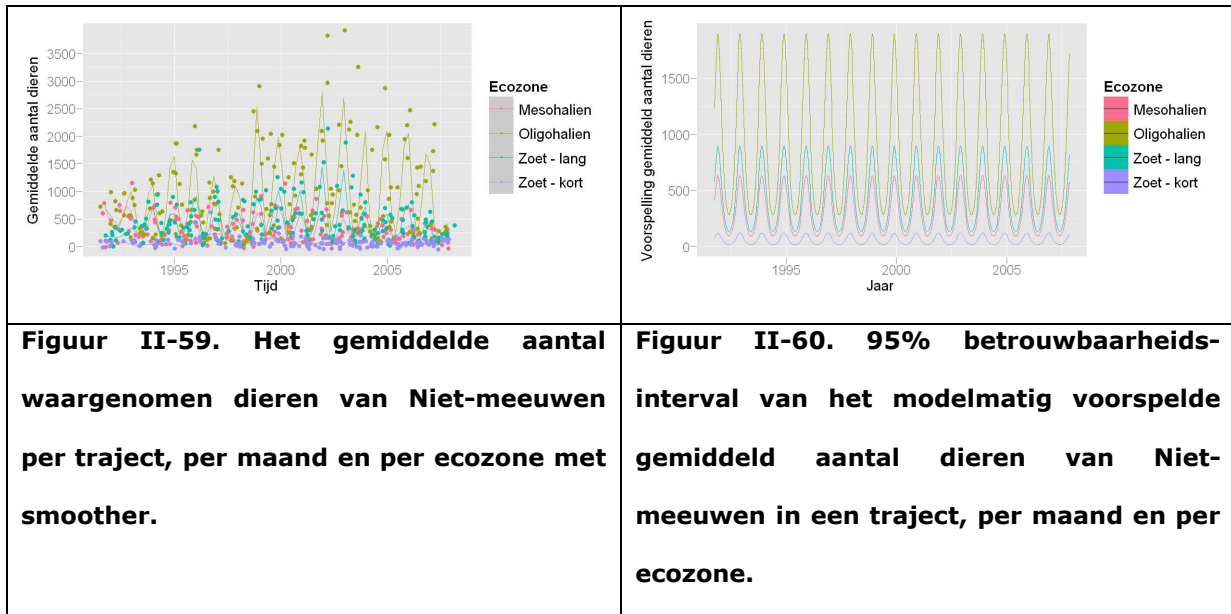 Gemiddelde aantal dieren
3500
3000
2500
2000
1500
1000
500
0
1995
2000
2005
Tijd
Ecozone
Mesohalien
Oligohalien
Zoet - lang
Zoet - kort
Voorspelling gemiddeld aantal dieren
1500
1000
500
0
1995
2000
2005
Jaar
Ecozone
Mesohalien
Oligohalien
Zoet - lang
Zoet - kort
Figuur II-59. Het gemiddelde aantal
waargenomen dieren van Niet-meeuwen
per traject, per maand en per ecozone met
smoother.
Figuur II-60. 95% betrouwbaarheids-
interval van het modelmatig voorspelde
gemiddeld aantal dieren van Niet-
meeuwen in een traject, per maand en per
ecozone.